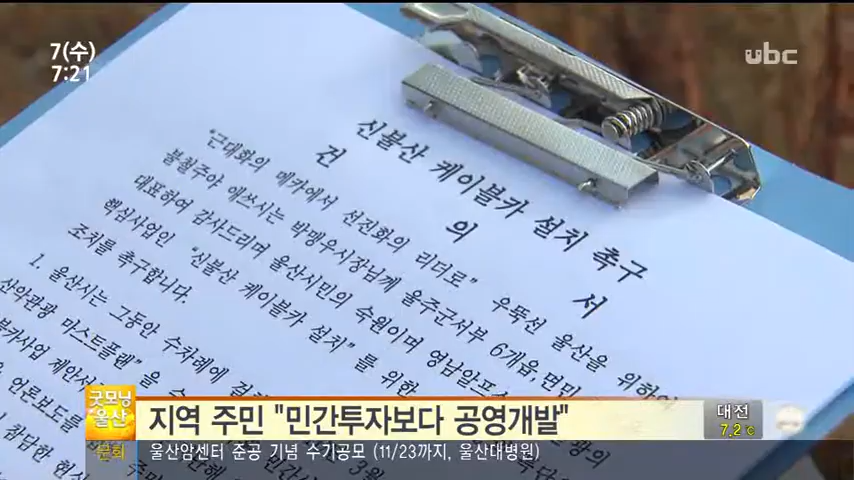 7(수)
7:21
ubc
신불산 케이블카 설치 촉구
건 의 서
"근대화의 메카에서 선진화의 리더로" 우뚝선 울산을 위하여
불철주야 애쓰시는 박맹우시장님께 울주군서부 6개읍,면민
대표하여 감사드리며 울산시민의 숙원이며 영남알프스
핵심사업인 "신불산 케이블카 설치"를 위한
조치를 촉구합니다.
1. 울산시는 그동안 수차례에 걸쳐
산악관광 마스트플랜"을
사업 제안서
언론보도를
참담한
굿모닝
울산
지역 주민 "민간투자보다 공영개발"
대전
7.2℃
문화
울산암센터 준공 기념 수기공모 (11/23까지, 울산대병원)